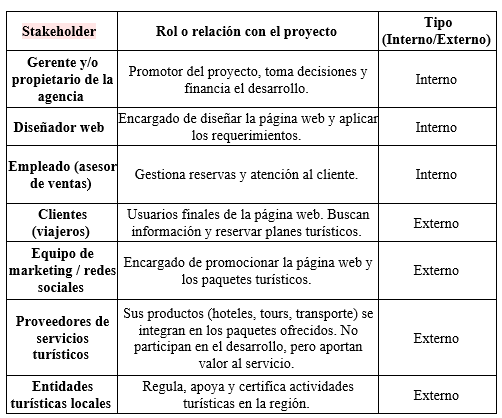 Stakeholder
Rol o relación con el proyecto
Tipo
(Interno/Externo)
Gerente y/o
propietario de la
agencia
Promotor del proyecto, toma decisiones y
financia el desarrollo.
Interno
Diseñador web
Encargado de diseñar la página web y aplicar
los requerimientos.
Interno
Empleado (asesor
de ventas)
Gestiona reservas y atención al cliente.
Interno
Clientes
(viajeros)
Usuarios finales de la página web. Buscan
información y reservar planes turísticos.
Externo
Equipo de
marketing / redes
sociales
Encargado de promocionar la página web y
los paquetes turísticos.
Externo
Proveedores de
servicios
turísticos
Sus productos (hoteles, tours, transporte) se
integran en los paquetes ofrecidos. No
participan en el desarrollo, pero aportan
valor al servicio.
Externo
Entidades
turísticas locales
Regula, apoya y certifica actividades
turísticas en la región.
Externo